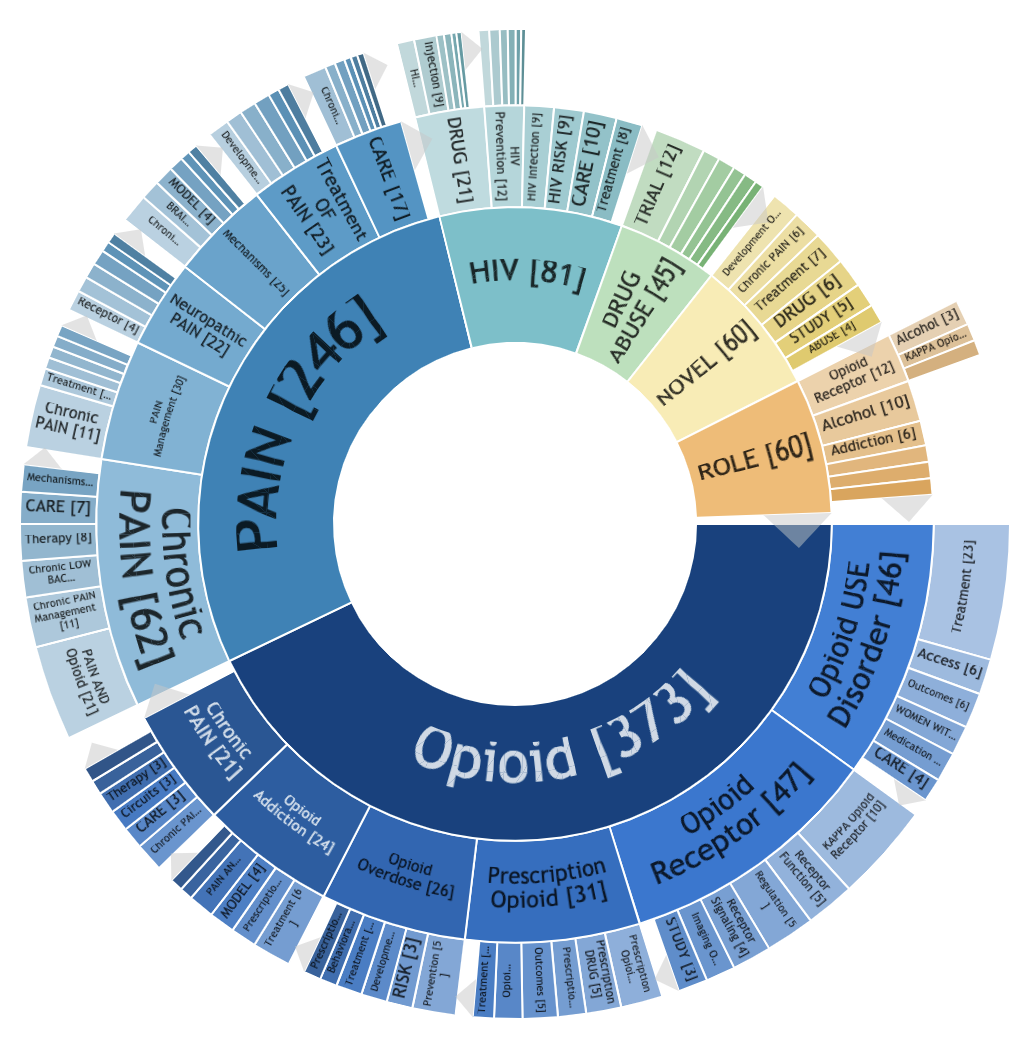 Opioid [373]
PAIN [246]
HIV [81]
DRUG
ABUSE [45]
NOVEL [60]
ROLE [60]
Opioid USE
Disorder [46]
Opioid
Receptor [47]
Prescription
Opioid [31]
Opioid
Overdose [26]
Opioid
Addiction [24]
Chronic
PAIN [21]
Treatment [23]
Access [6]
Outcomes [6]
WOMEN WIT...
Medication ...
CARE [4]
KAPPA Opioid
Receptor [10]
Receptor
Function [5]
Regulation [5
]
Receptor
Signaling [4]
Imaging O...
STUDY [3]
Prescription
Opioi...
Prescription
DRUG [5]
Prescriptio...
Outcomes [5]
Opioi...
Treatment [...
Prevention [5
]
RISK [3]
Developme...
Treatment [...
Behaviora...
Prescriptio...
Treatment [6
]
Prescriptio...
MODEL [4]
PAIN AN...
Chronic PAI...
CARE [3]
Circuits [3]
Therapy [3]
Chronic
PAIN [62]
PAIN
Management [30]
Neuropathic
PAIN [22]
Mechanisms [25]
Treatment
OF
PAIN [23]
CARE [17]
PAIN AND
Opioid [21]
Chronic PAIN
Management
[11]
Chronic LOW
BAC...
Therapy [8]
CARE [7]
Mechanisms...
Chronic
PAIN [11]
Treatment [...
Receptor [4]
Chroni...
BRAI...
MODEL [4]
Developme...
Chroni...
DRUG [21]
HIV
Prevention [12]
HIV Infection [9]
HIV RISK [9]
CARE [10]
Treatment [8]
HI...
Injection [9]
TRIAL [12]
Development O...
Chronic PAIN [6]
Treatment [7]
DRUG [6]
STUDY [5]
ABUSE [4]
Opioid
Receptor [12]
Alcohol [10]
Addiction [6]
Alcohol [3]
KAPPA Opio...